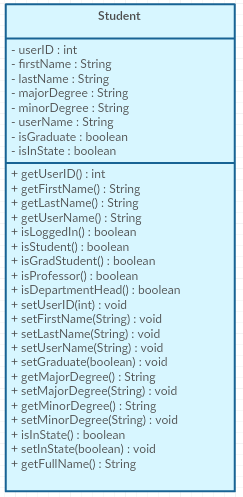 Student
- userID : int
- firstName : String
- lastName : String
- majorDegree : String
- minorDegree : String
- userName : String
- isGraduate : boolean
- isInState : boolean
+ getUserID() : int
+ getFirstName() : String
+ getLastName() : String
+ getUserName() : String
+ isLoggedIn() : boolean
+ isStudent() : boolean
+ isGradStudent() : boolean
+ isProfessor() : boolean
+ isDepartmentHead() : boolean
+ setUserID(int) : void
+ setFirstName(String) : void
+ setLastName(String) : void
+ setUserName(String) : void
+ setGraduate(boolean) : void
+ getMajorDegree() : String
+ setMajorDegree(String) : void
+ getMinorDegree() : String
+ setMinorDegree(String) : void
+ isInState() : boolean
+ setInState(boolean) : void
+ getFullName() : String